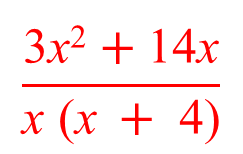 3x² + 14x
x (x + 4)